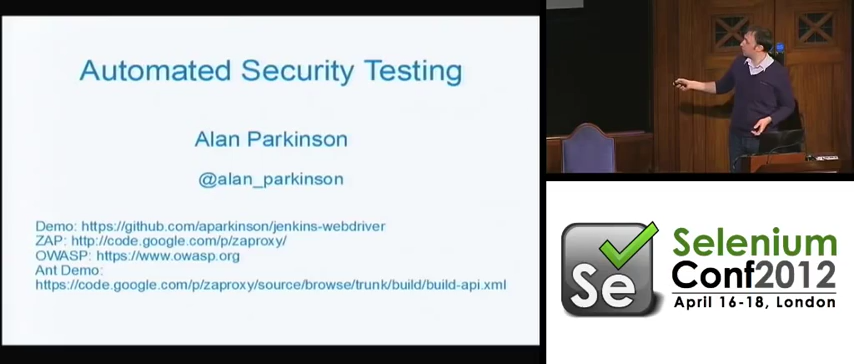 Automated Security Testing
Alan Parkinson
@alan_parkinson
Demo: https://github.com/aparkinson/jenkins-webdriver
ZAP: http://code.google.com/p/zaproxy/
OWASP: https://www.owasp.org
Ant Demo:
https://code.google.com/p/zaproxy/source/browse/trunk/build/build-api.xml
Se
Selenium
Conf2012
April 16-18, London